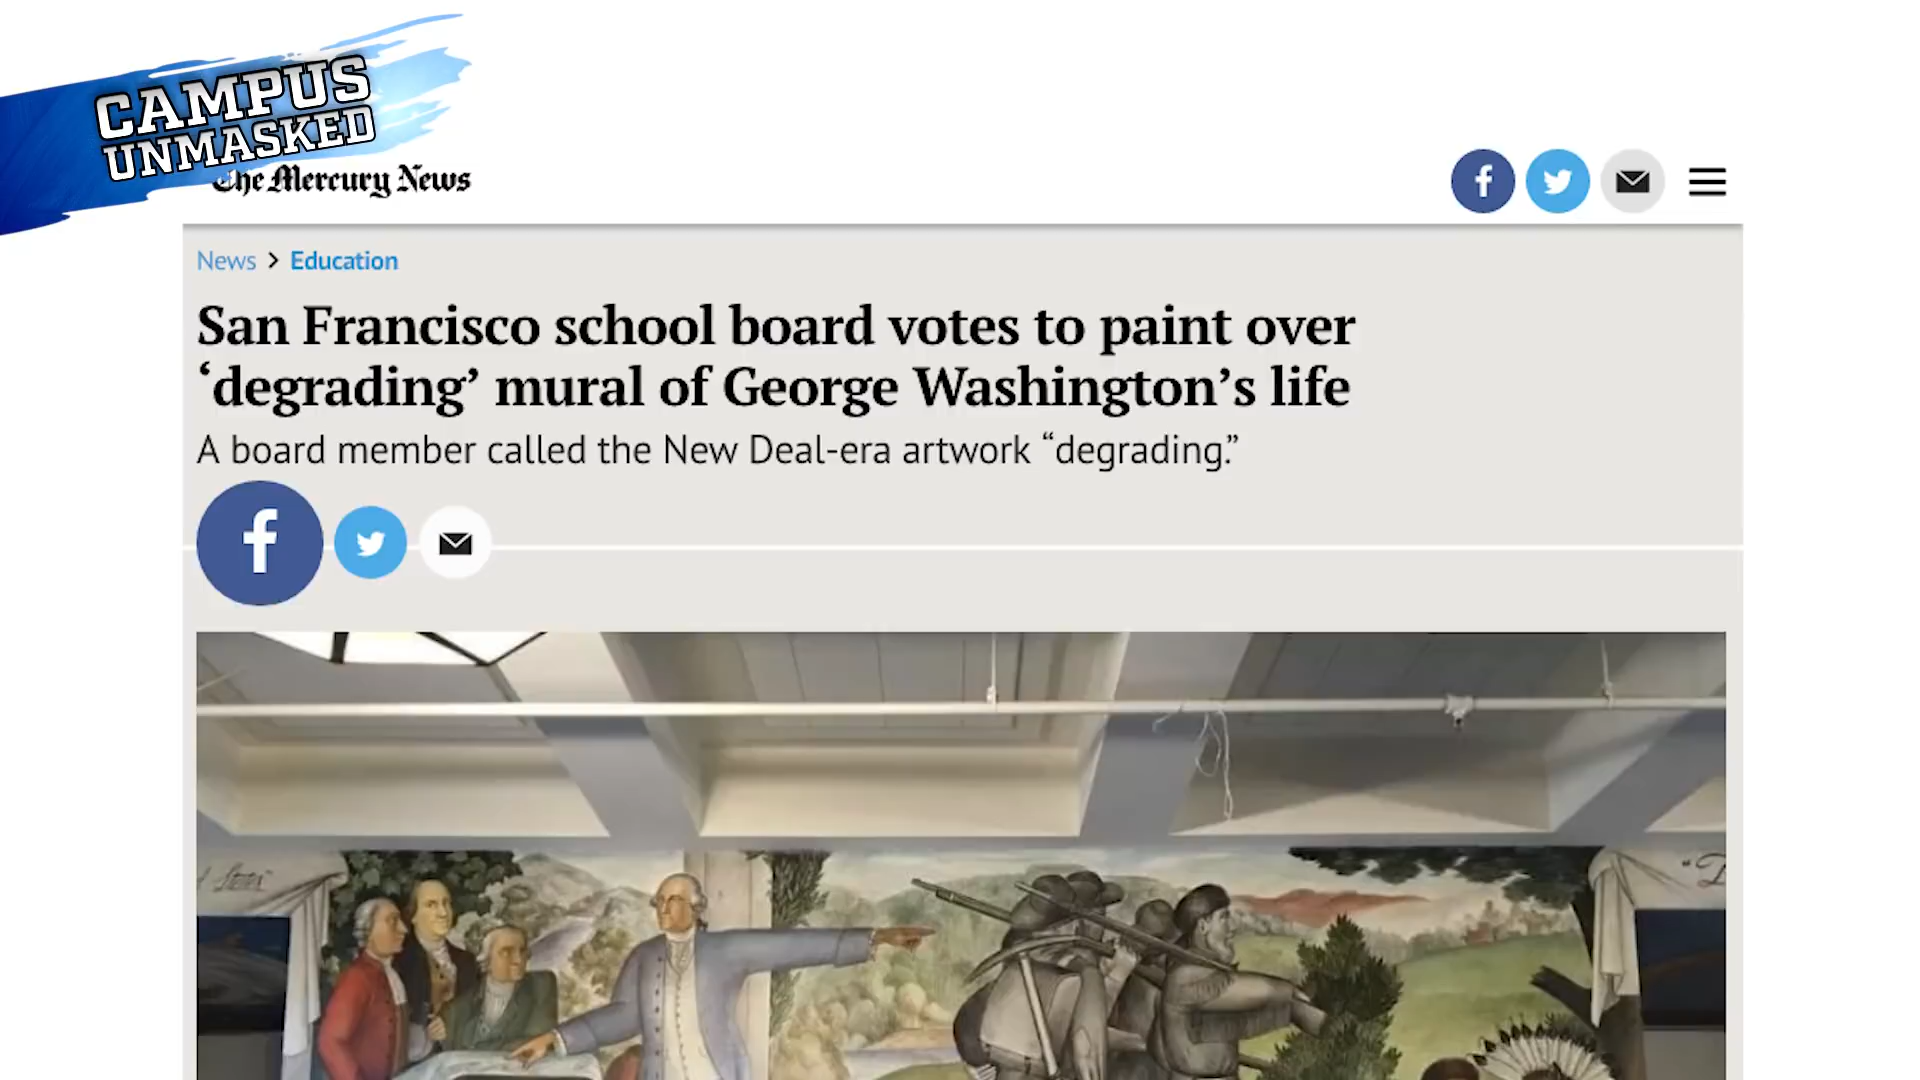 CAMPUS
UNMASKED
The Mercury News
News > Education
San Francisco school board votes to paint over
‘degrading’ mural of George Washington’s life
A board member called the New Deal-era artwork “degrading.”